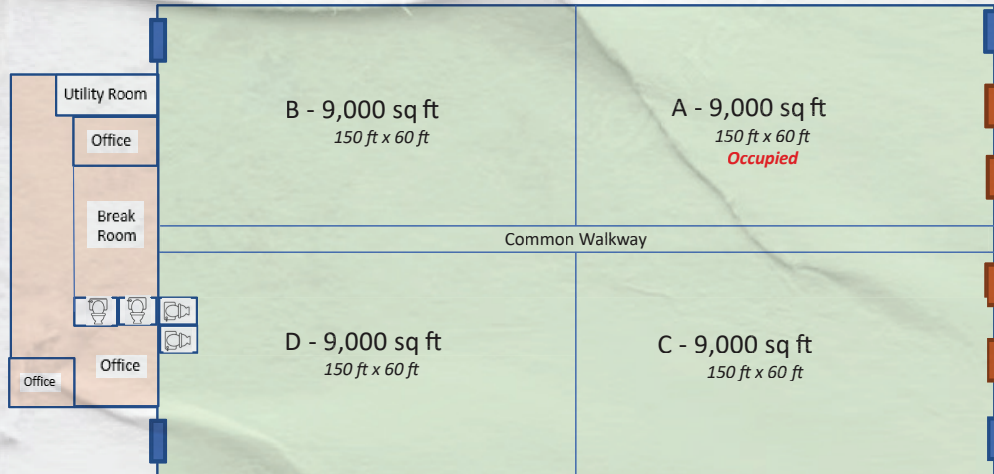 Utility Room
Office
Break
Room
Office
Office
B - 9,000 sq ft
150 ft x 60 ft
A - 9,000 sq ft
150 ft x 60 ft
Occupied
Common Walkway
D - 9,000 sq ft
150 ft x 60 ft
C - 9,000 sq ft
150 ft x 60 ft